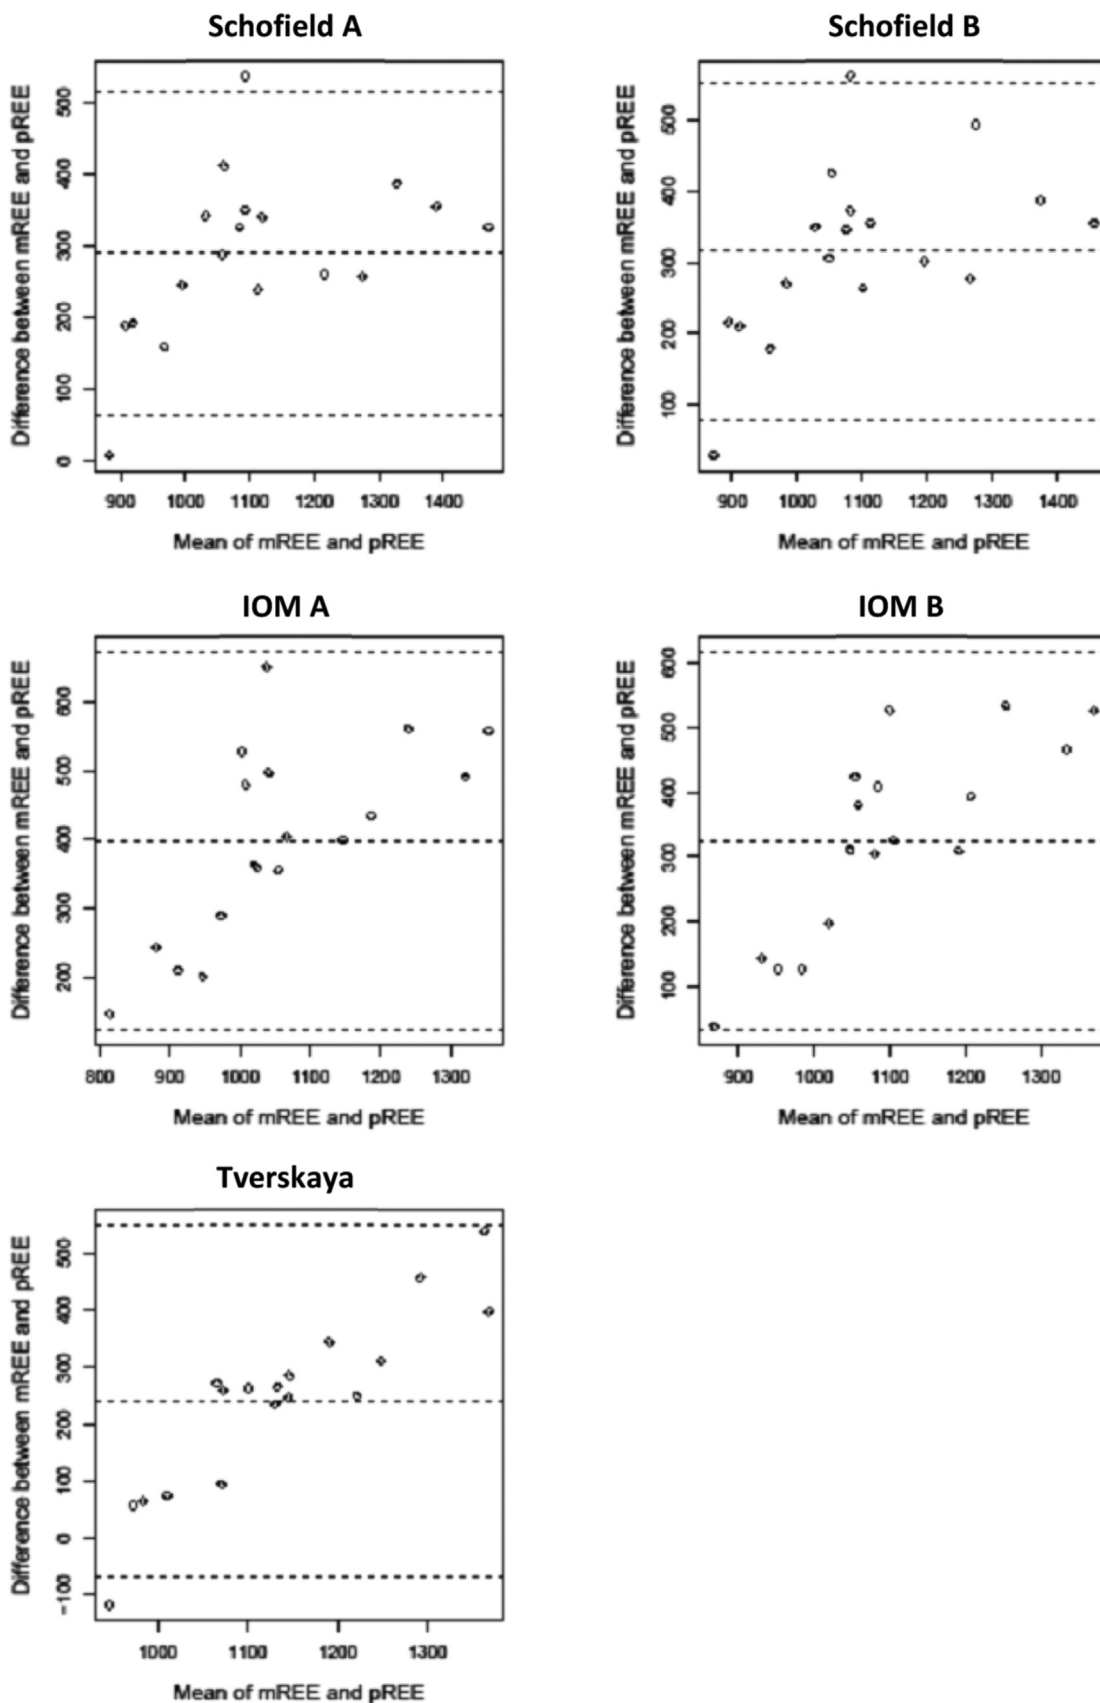 Schofield A
Difference between mREE and pREE
500
400
300
200
100
0
900 1000 1100 1200 1300 1400
Mean of mREE and pREE
Schofield B
Difference between mREE and pREE
500
400
300
200
100
900 1000 1100 1200 1300 1400
Mean of mREE and pREE
IOM A
Difference between mREE and pREE
600
500
400
300
200
800 900 1000 1100 1200 1300
Mean of mREE and pREE
IOM B
Difference between mREE and pREE
600
500
400
300
200
100
900 1000 1100 1200 1300
Mean of mREE and pREE
Tverskaya
Difference between mREE and pREE
500
400
300
200
100
0
-100
1000 1100 1200 1300
Mean of mREE and pREE